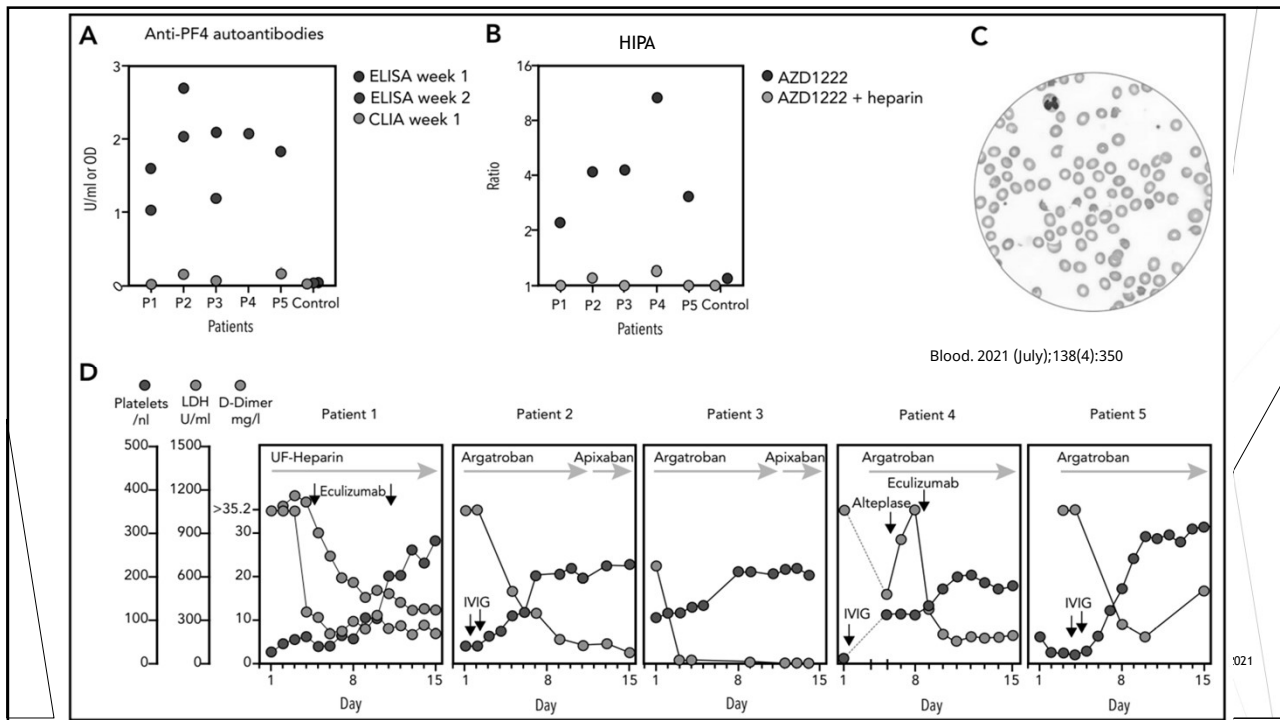 A
Anti-PF4 autoantibodies
3
2
1
0
U/ml or OD
P1 P2 P3 P4 P5 Control
Patients
ELISA week 1
ELISA week 2
CLIA week 1
B
HIPA
16
8
4
2
1
Ratio
P1 P2 P3 P4 P5 Control
Patients
AZD1222
AZD1222 + heparin
C
Blood. 2021 (July);138(4):350
D
Platelets
/nl
LDH
U/ml
D-Dimer
mg/l
500
400
300
200
100
0
1500
1200
900
600
300
0
>35.2
30
20
10
0
Patient 1
UF-Heparin
Eculizumab
1 8 15
Day
Patient 2
Argatroban Apixaban
IVIG
1 8 15
Day
Patient 3
Argatroban Apixaban
1 8 15
Day
Patient 4
Argatroban
Eculizumab
Alteplase
IVIG
1 8 15
Day
Patient 5
Argatroban
IVIG
1 8 15
Day
2021